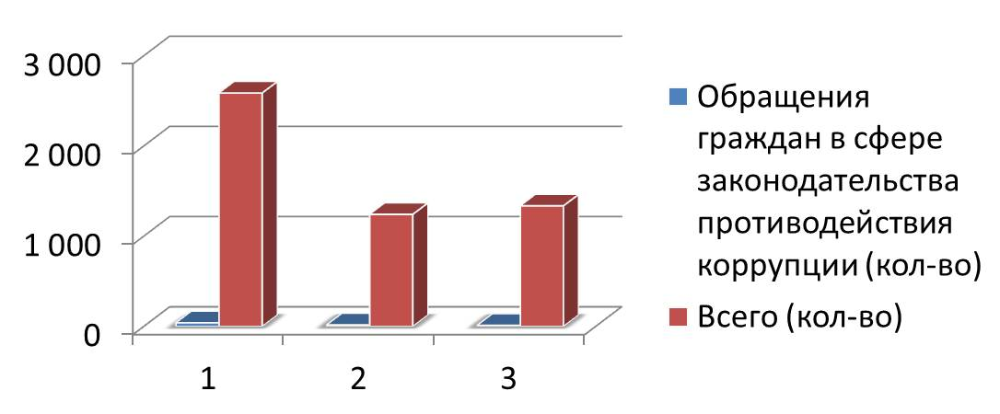 3 000
2 000
1 000
0
1 2 3
Обращения
граждан в сфере
законодательства
противодействия
коррупции (кол-во)
Всего (кол-во)